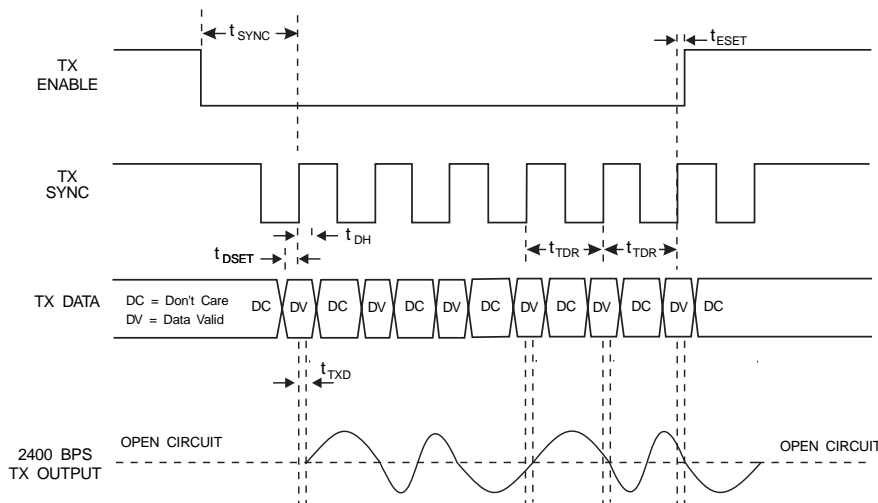 tSYNC
tESET
TX
ENABLE
TX
SYNC
tDH
tDSET
tTDR
tTDR
TX DATA
DC = Don't Care
DV = Data Valid
DC
DV
DC
DV
DC
DV
DC
DV
DC
DV
DC
DV
DC
tTXD
2400 BPS
TX OUTPUT
OPEN CIRCUIT
OPEN CIRCUIT